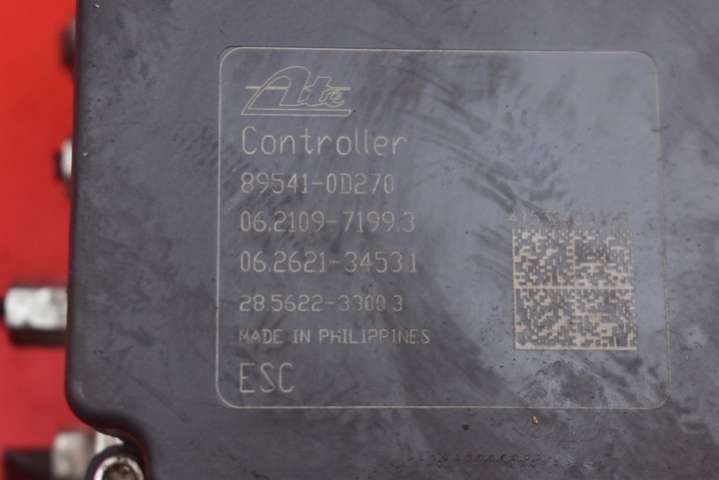 Ate
Controller
89541-0D270
06.2109-7199.3
06.2621-3453.1
28.5622-3300.3
MADE IN PHILIPPINES
ESC